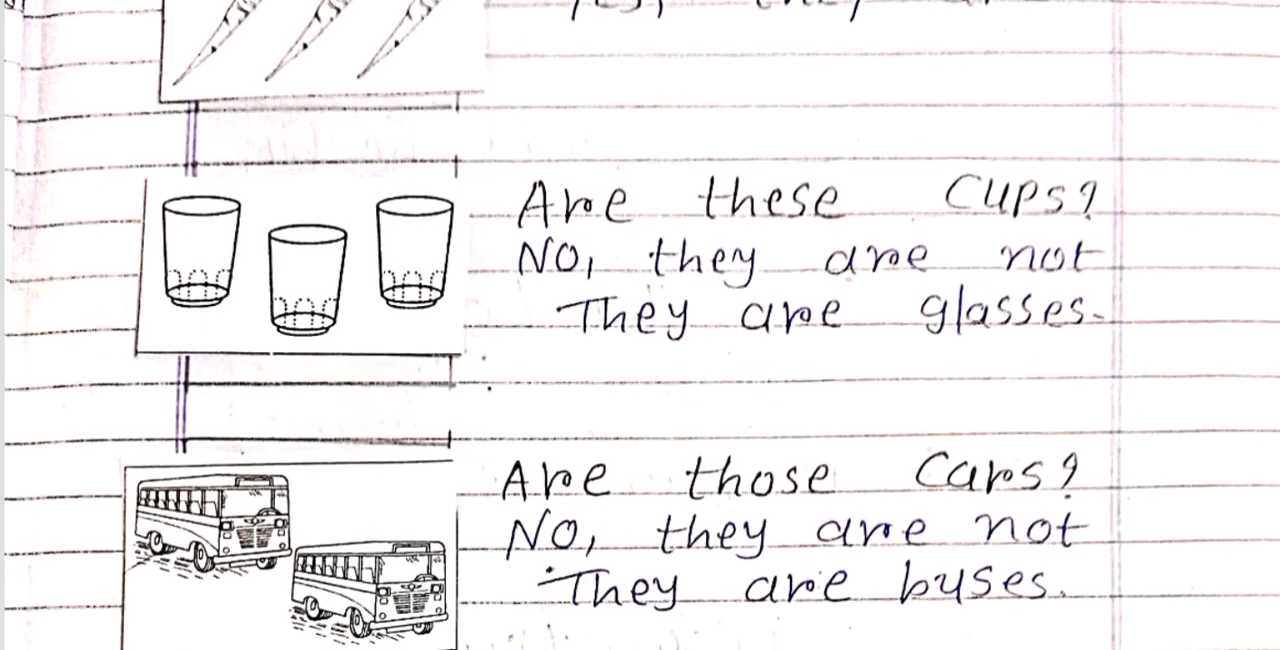 Are these Cups?
NO, they are not
They are glasses.
Are those Cars?
NO, they are not
They are buses.